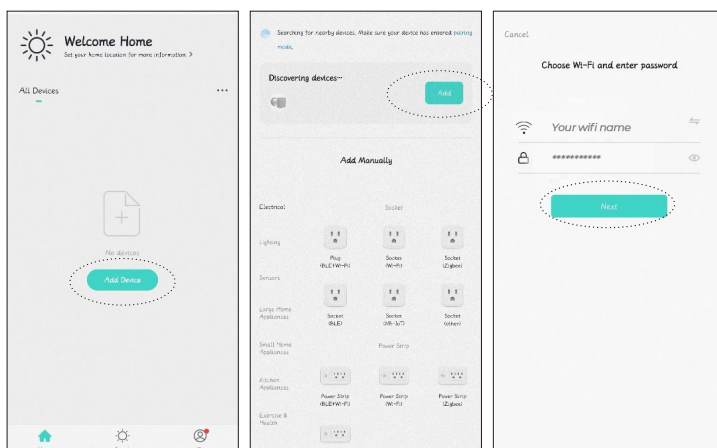 Welcome Home
Set your home location for more information >
All Devices
No devices
Add Device
Searching for nearby devices. Make sure your device has entered pairing
mode.
Discovering devices...
Add
Add Manually
Electrical
Socket
Lighting
Plug
(BLE+Wi-Fi)
Socket
(Wi-Fi)
Socket
(Zigbee)
Sensors
Large Home
Appliances
Socket
(BLE)
Socket
(NB-IoT)
Socket
(other)
Small Home
Appliances
Power Strip
Kitchen
Appliances
Power Strip
(BLE+Wi-Fi)
Power Strip
(Wi-Fi)
Power Strip
(Zigbee)
Exercise &
Health
Cancel
Choose Wi-Fi and enter password
Your wifi name
***********
Next